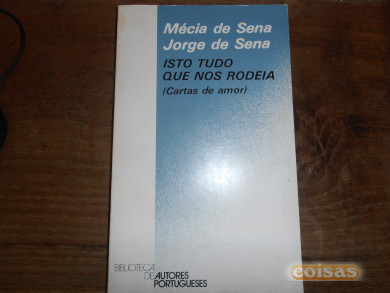 Mécia de Sena
Jorge de Sena
ISTO TUDO
QUE NOS RODEIA
(Cartas de amor)
BIBLIOTECA
DE AUTORES
PORTUGUESES
coisas